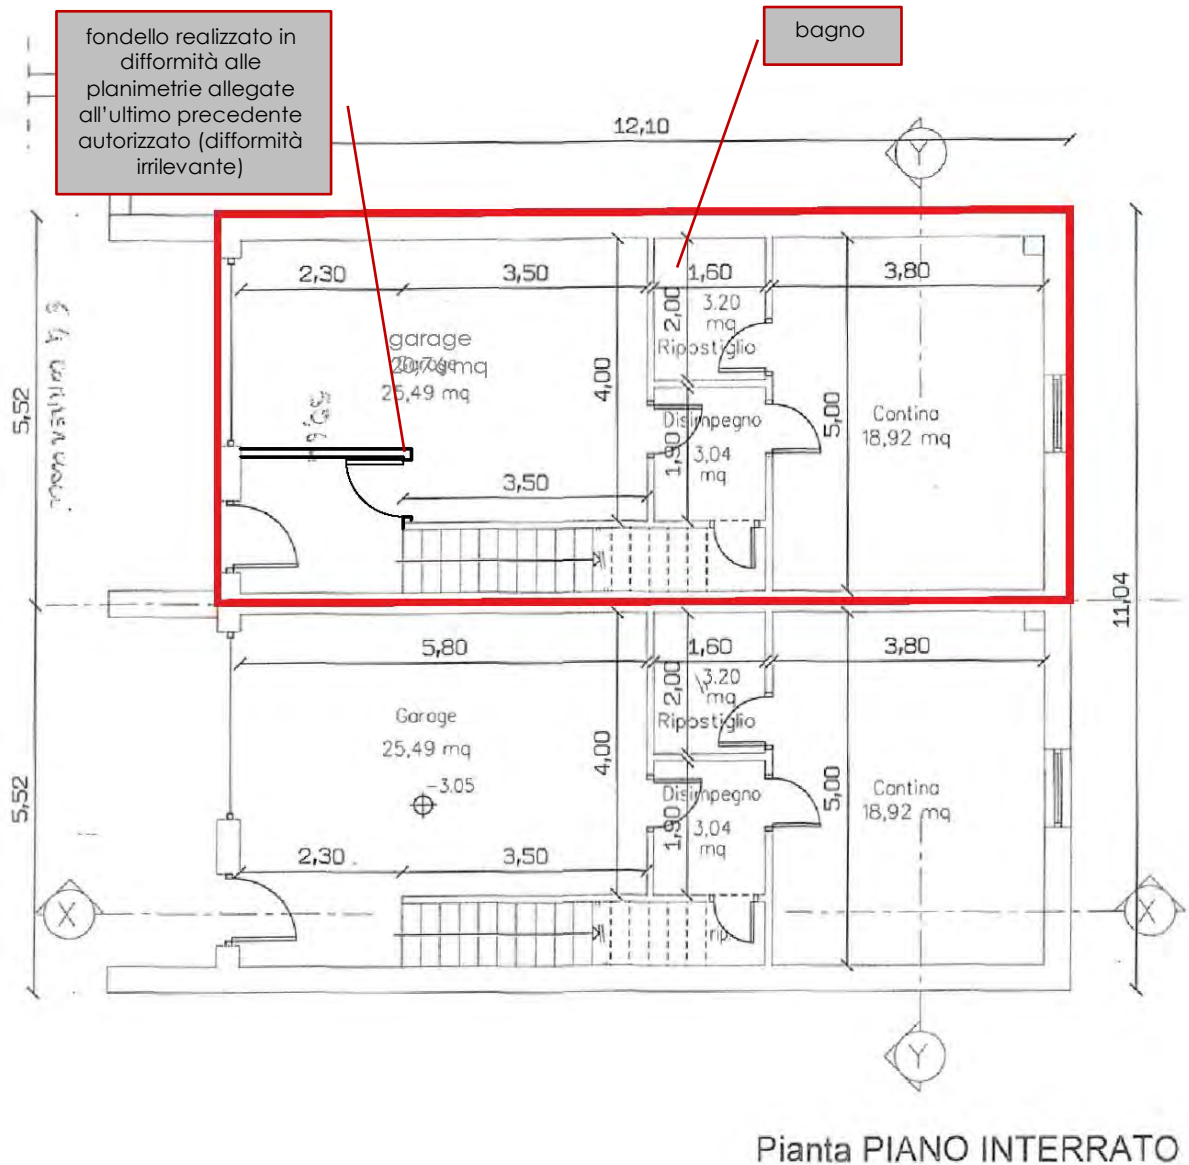 fondello realizzato in
difformità alle
planimetrie allegate
all'ultimo precedente
autorizzato (difformità
irrilevante)
bagno
12,10
Y
2,30
3,50
1,60
3,80
2,00
3.20
mq
Ripostiglio
garage
20,76 mq
Garage
25,49 mq
4,00
5,00
5,52
Disimpegno
3,04
mq
1,90
Cantina
18,92 mq
3,50
11,04
5,80
1,60
3,80
2,00
3.20
mq
Ripostiglio
Garage
25,49 mq
-3.05
4,00
5,00
5,52
Disimpegno
3,04
mq
1,90
Cantina
18,92 mq
2,30
3,50
X
X
Y
Pianta PIANO INTERRATO